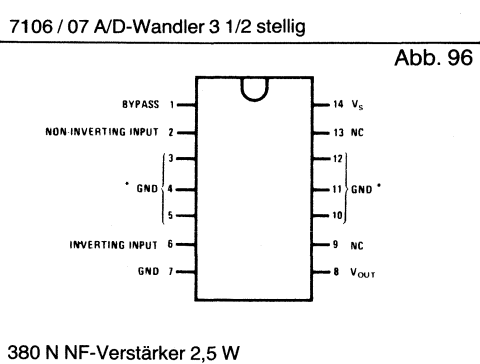 7106 / 07 A/D-Wandler 3 1/2 stellig
Abb. 96
BYPASS 1
14 Vs
NON-INVERTING INPUT 2
13 NC
3
12
* GND 4
11 GND *
5
10
INVERTING INPUT 6
9 NC
GND 7
8 VOUT
380 N NF-Verstärker 2,5 W